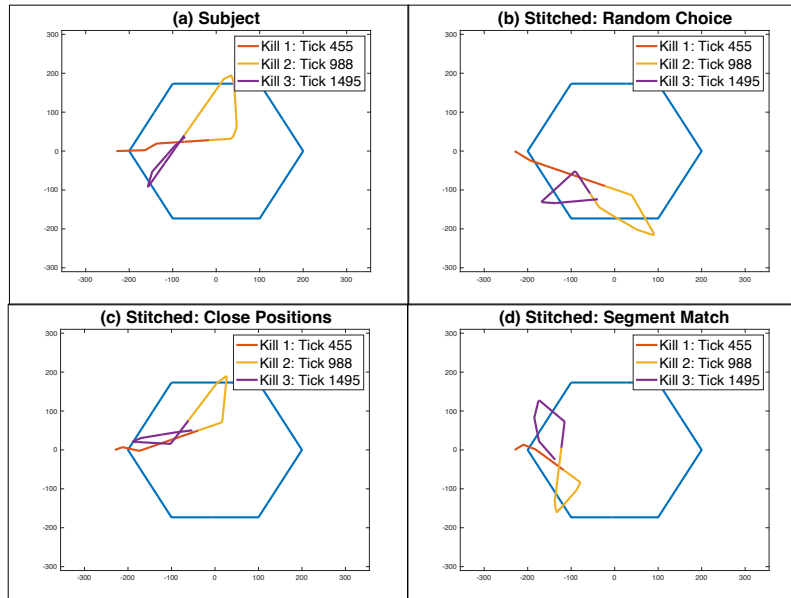 (a) Subject
Kill 1: Tick 455
Kill 2: Tick 988
Kill 3: Tick 1495
300
200
100
0
-100
-200
-300
-300 -200 -100 0 100 200 300
(b) Stitched: Random Choice
Kill 1: Tick 455
Kill 2: Tick 988
Kill 3: Tick 1495
300
200
100
0
-100
-200
-300
-300 -200 -100 0 100 200 300
(c) Stitched: Close Positions
Kill 1: Tick 455
Kill 2: Tick 988
Kill 3: Tick 1495
300
200
100
0
-100
-200
-300
-300 -200 -100 0 100 200 300
(d) Stitched: Segment Match
Kill 1: Tick 455
Kill 2: Tick 988
Kill 3: Tick 1495
300
200
100
0
-100
-200
-300
-300 -200 -100 0 100 200 300